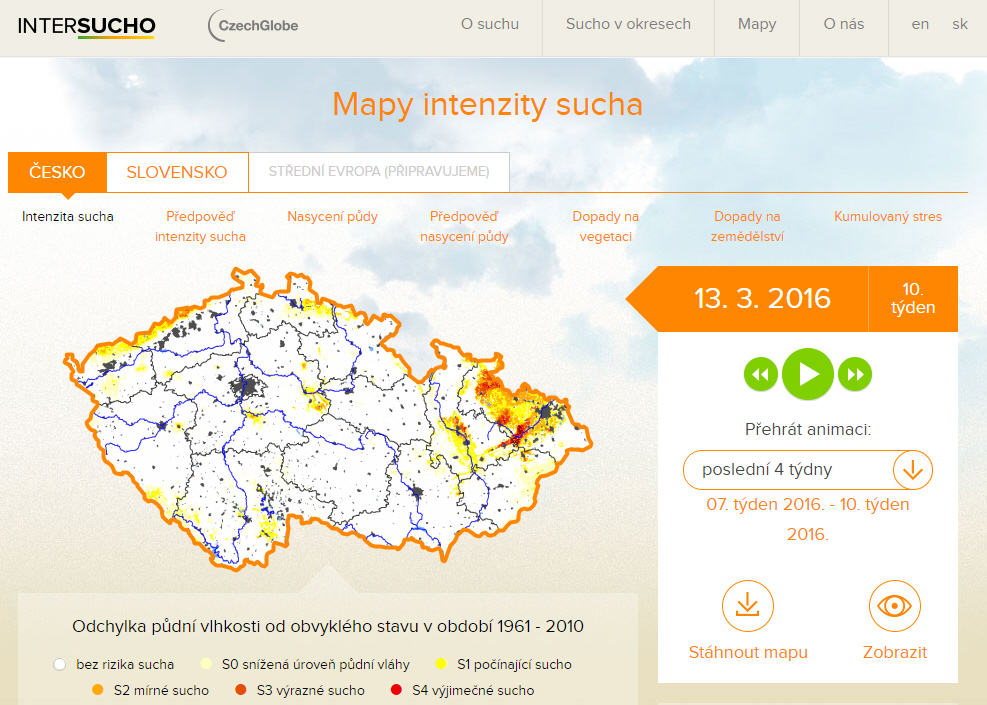 INTERSUCHO
CzechGlobe
O suchu
Sucho v okresech
Mapy
O nás
en
sk
Mapy intenzity sucha
ČESKO
SLOVENSKO
STŘEDNÍ EVROPA (PŘIPRAVUJEME)
Intenzita sucha
Předpověď
intenzity sucha
Nasycení půdy
Předpověď
nasycení půdy
Dopady na
vegetaci
Dopady na
zemědělství
Kumulovaný stres
13. 3. 2016
10.
týden
Přehrát animaci:
poslední 4 týdny
07. týden 2016. - 10. týden
2016.
Stáhnout mapu
Zobrazit
Odchylka půdní vlhkosti od obvyklého stavu v období 1961 - 2010
bez rizika sucha
S0 snížená úroveň půdní vláhy
S1 počínající sucho
S2 mírné sucho
S3 výrazné sucho
S4 výjimečné sucho